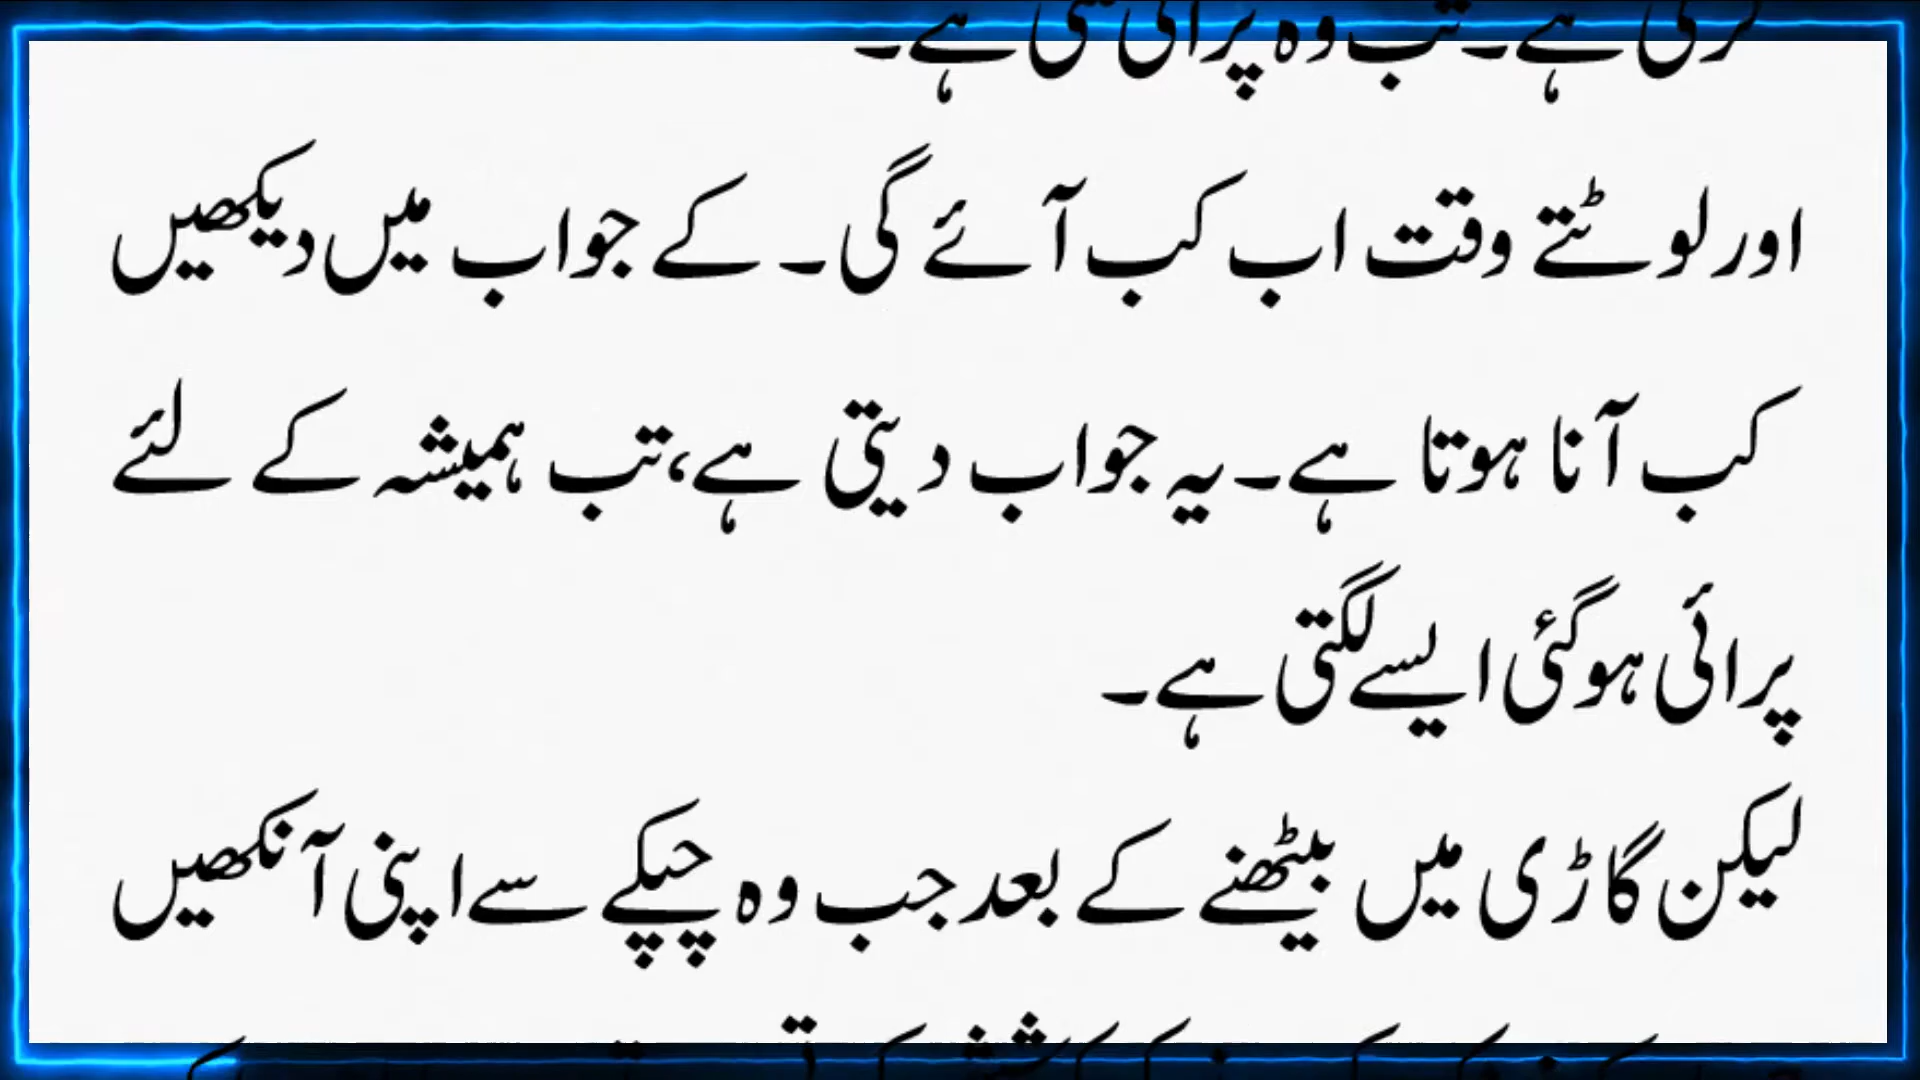 ہے۔ تب وہ پرائی سی ہے۔
اور لوٹتے وقت اب کب آئے گی۔ کے جواب میں دیکھیں
کب آنا ہوتا ہے۔ یہ جواب دیتی ہے، تب ہمیشہ کے لئے
پرائی ہوگئی ایسے لگتی ہے۔
لیکن گاڑی میں بیٹھنے کے بعد جب وہ چپکے سے اپنی آنکھیں